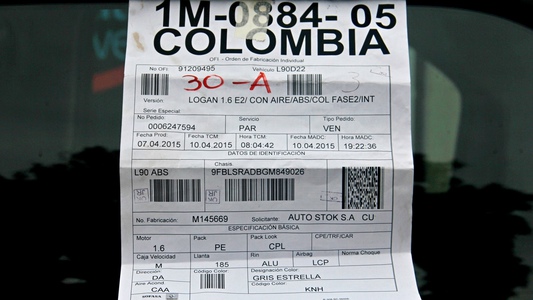 1M-0884- 05
COLOMBIA
OFI - Orden de Fabricación Individual
No OFI: 91209495 Vehículo L90D22
30-A 3
Versión: LOGAN 1.6 E2/ CON AIRE/ABS/COL FASE2/INT
Serie Especial:
No Pedido Servicio Tipo Pedido
0006247594 PAR VEN
Fecha Prod: Fecha TCM: Hora TCM: Fecha MADC: Hora MADC:
07.04.2015 10.04.2015 08:04:42 10.04.2015 19:22:36
DATOS DE IDENTIFICACIÓN
Chasis
L90 ABS 9FBLSRADBGM849026
No. Fabricación: M145669 Solicitante: AUTO STOK S.A CU
ESPECIFICACIÓN BÁSICA
Motor Pack Pack Look CPE/TRF/CAR
1.6 PE CPL
Caja Velocidad Llanta Rin Airbag Norma Choque
M 185 ALU LCP
Dirección: Código Color Designación Color
DA GRIS ESTRELLA
Aire Acond Código Color
CAA KNH